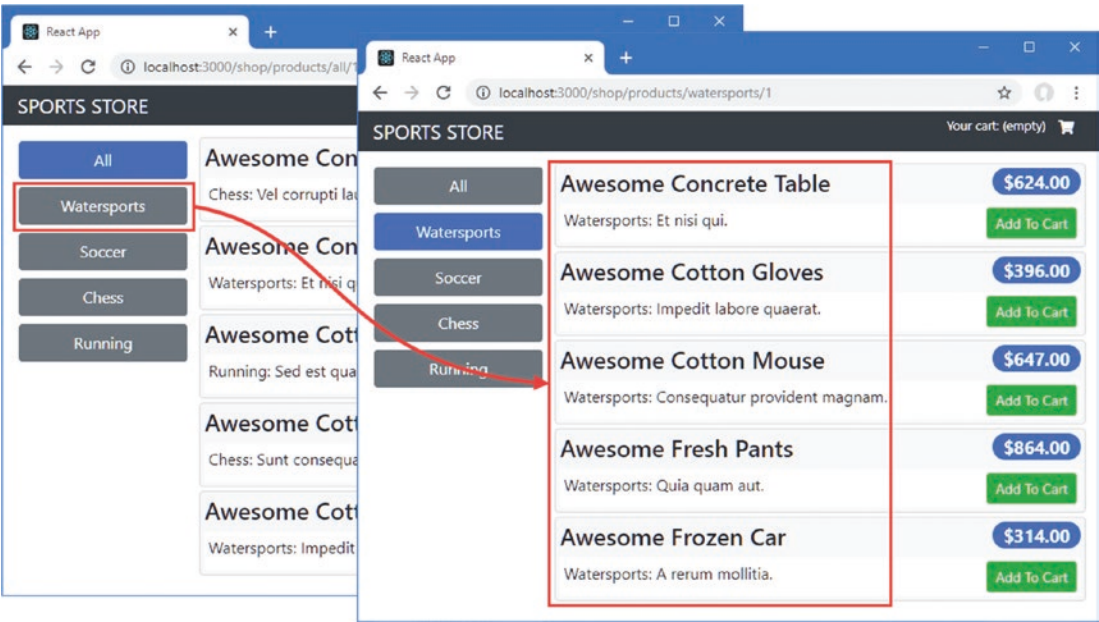 React App
localhost:3000/shop/products/all/1
SPORTS STORE
All
Watersports
Soccer
Chess
Running
Awesome Con
Chess: Vel corrupti lau
Awesome Con
Watersports: Et nisi q
Awesome Cott
Running: Sed est qua
Awesome Cott
Chess: Sunt consequa
Awesome Cott
Watersports: Impedit
React App
localhost:3000/shop/products/watersports/1
SPORTS STORE
Your cart: (empty)
All
Watersports
Soccer
Chess
Running
Awesome Concrete Table
$624.00
Watersports: Et nisi qui.
Add To Cart
Awesome Cotton Gloves
$396.00
Watersports: Impedit labore quaerat.
Add To Cart
Awesome Cotton Mouse
$647.00
Watersports: Consequatur provident magnam.
Add To Cart
Awesome Fresh Pants
$864.00
Watersports: Quia quam aut.
Add To Cart
Awesome Frozen Car
$314.00
Watersports: A rerum mollitia.
Add To Cart